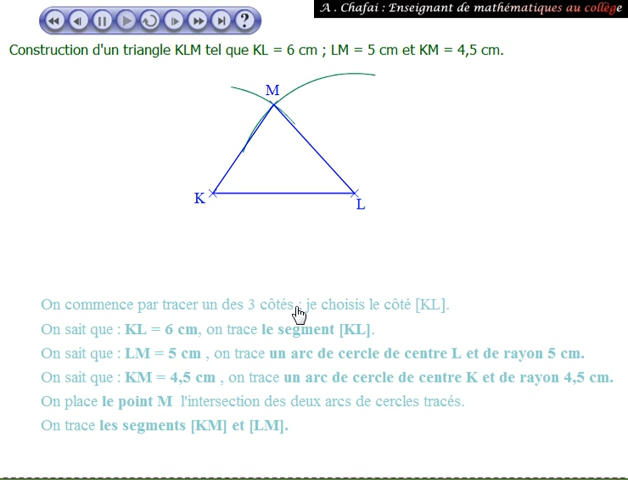 A . Chafai : Enseignant de mathématiques au collège
?
Construction d'un triangle KLM tel que KL = 6 cm ; LM = 5 cm et KM = 4,5 cm.
M
K
L
On commence par tracer un des 3 côtés : je choisis le côté [KL].
On sait que : KL = 6 cm, on trace le segment [KL].
On sait que : LM = 5 cm , on trace un arc de cercle de centre L et de rayon 5 cm.
On sait que : KM = 4,5 cm , on trace un arc de cercle de centre K et de rayon 4,5 cm.
On place le point M l'intersection des deux arcs de cercles tracés.
On trace les segments [KM] et [LM].